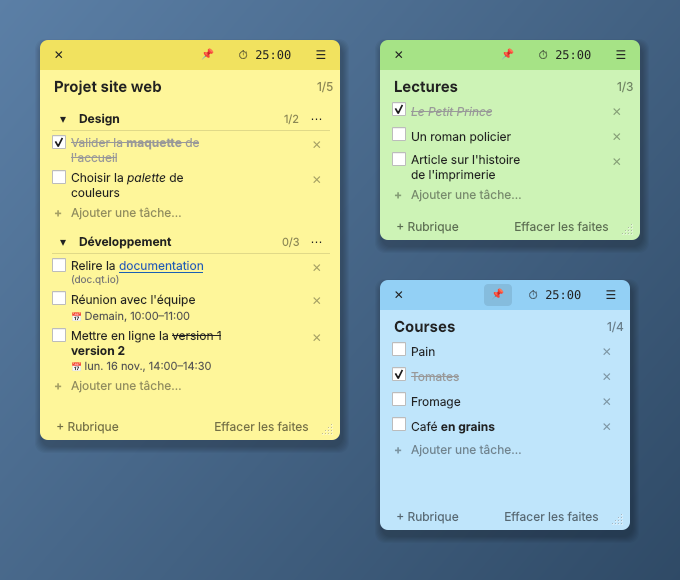 ✕ 📌 ⏱ 25:00 ☰
Projet site web 1/5
▼ Design 1/2 ⋯
Valider la maquette de ✕
l'accueil
Choisir la palette de ✕
couleurs
+ Ajouter une tâche…
▼ Développement 0/3 ⋯
Relire la documentation ✕
(doc.qt.io)
Réunion avec l'équipe ✕
📅 Demain, 10:00–11:00
Mettre en ligne la version 1 ✕
version 2
📅 lun. 16 nov., 14:00–14:30
+ Ajouter une tâche…
+ Rubrique Effacer les faites
✕ 📌 ⏱ 25:00 ☰
Lectures 1/3
Le Petit Prince ✕
Un roman policier ✕
Article sur l'histoire ✕
de l'imprimerie
+ Ajouter une tâche…
+ Rubrique Effacer les faites
✕ 📌 ⏱ 25:00 ☰
Courses 1/4
Pain ✕
Tomates ✕
Fromage ✕
Café en grains ✕
+ Ajouter une tâche…
+ Rubrique Effacer les faites